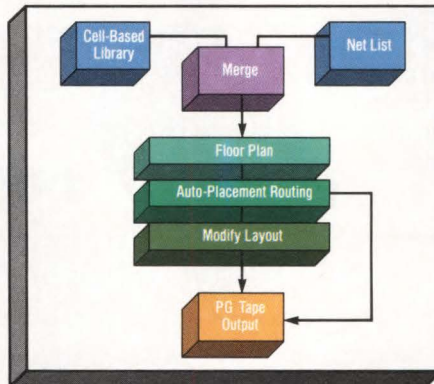 Cell-Based
Library
Net List
Merge
Floor Plan
Auto-Placement Routing
Modify Layout
PG Tape
Output